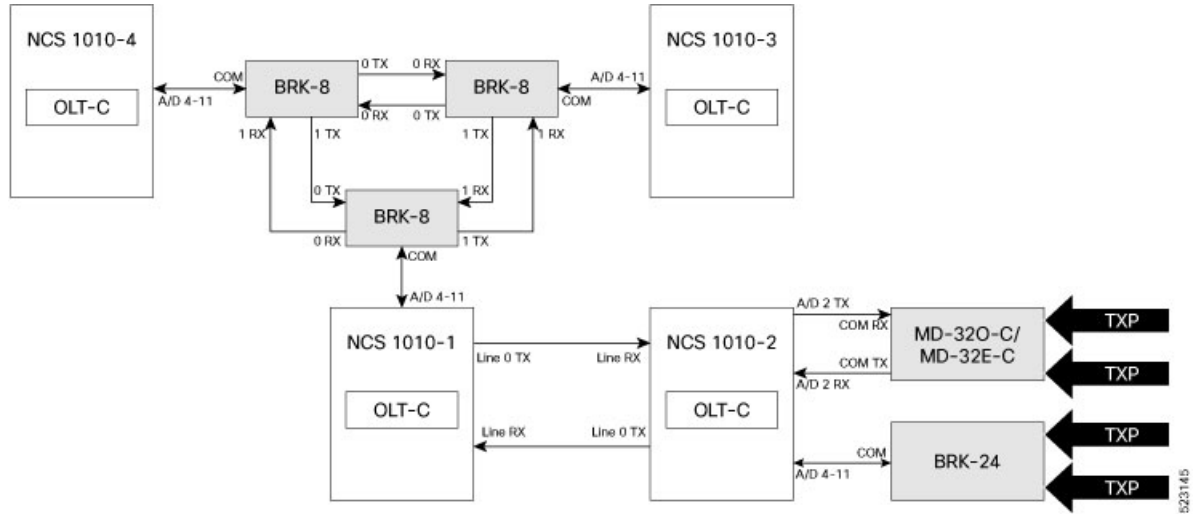 NCS 1010-4
OLT-C
A/D 4-11
COM
BRK-8
0 TX
0 RX
0 RX
0 TX
BRK-8
A/D 4-11
COM
NCS 1010-3
OLT-C
1 RX
1 TX
1 TX
1 RX
0 TX
1 RX
BRK-8
0 RX
1 TX
COM
A/D 4-11
NCS 1010-1
OLT-C
Line 0 TX
Line RX
Line RX
Line 0 TX
NCS 1010-2
OLT-C
A/D 2 TX
COM RX
COM TX
A/D 2 RX
MD-32O-C/
MD-32E-C
TXP
TXP
COM
A/D 4-11
BRK-24
TXP
TXP
523145